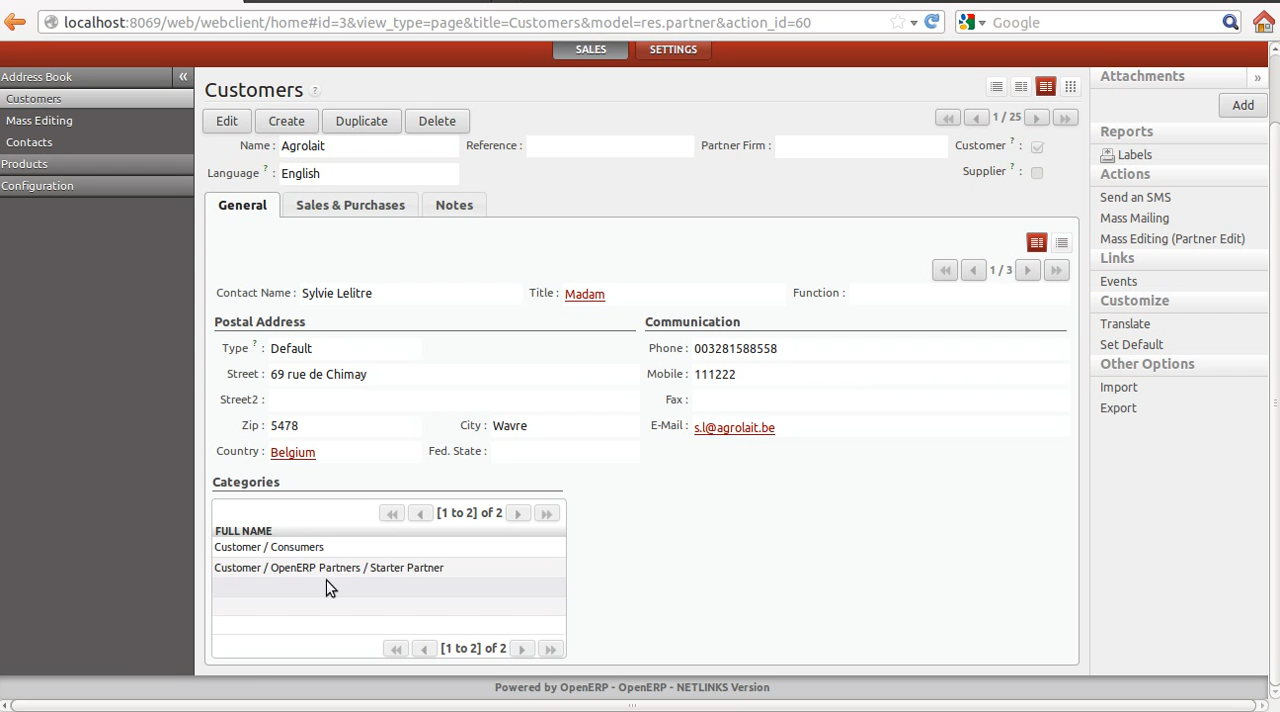 localhost:8069/web/webclient/home#id=3&view_type=page&title=Customers&model=res.partner&action_id=60
Google
SALES SETTINGS
Address Book
Customers
Mass Editing
Contacts
Products
Configuration
Customers ?
Edit Create Duplicate Delete
1 / 25
Name : Agrolait Reference : Partner Firm : Customer ? :
Language ? : English Supplier ? :
General Sales & Purchases Notes
1 / 3
Contact Name : Sylvie Lelitre Title : Madam Function :
Postal Address
Type ? : Default
Street : 69 rue de Chimay
Street2 :
Zip : 5478 City : Wavre
Country : Belgium Fed. State :
Communication
Phone : 003281588558
Mobile : 111222
Fax :
E-Mail : s.l@agrolait.be
Categories
[1 to 2] of 2
FULL NAME
Customer / Consumers
Customer / OpenERP Partners / Starter Partner
[1 to 2] of 2
Attachments
Add
Reports
Labels
Actions
Send an SMS
Mass Mailing
Mass Editing (Partner Edit)
Links
Events
Customize
Translate
Set Default
Other Options
Import
Export
Powered by OpenERP - OpenERP - NETLINKS Version